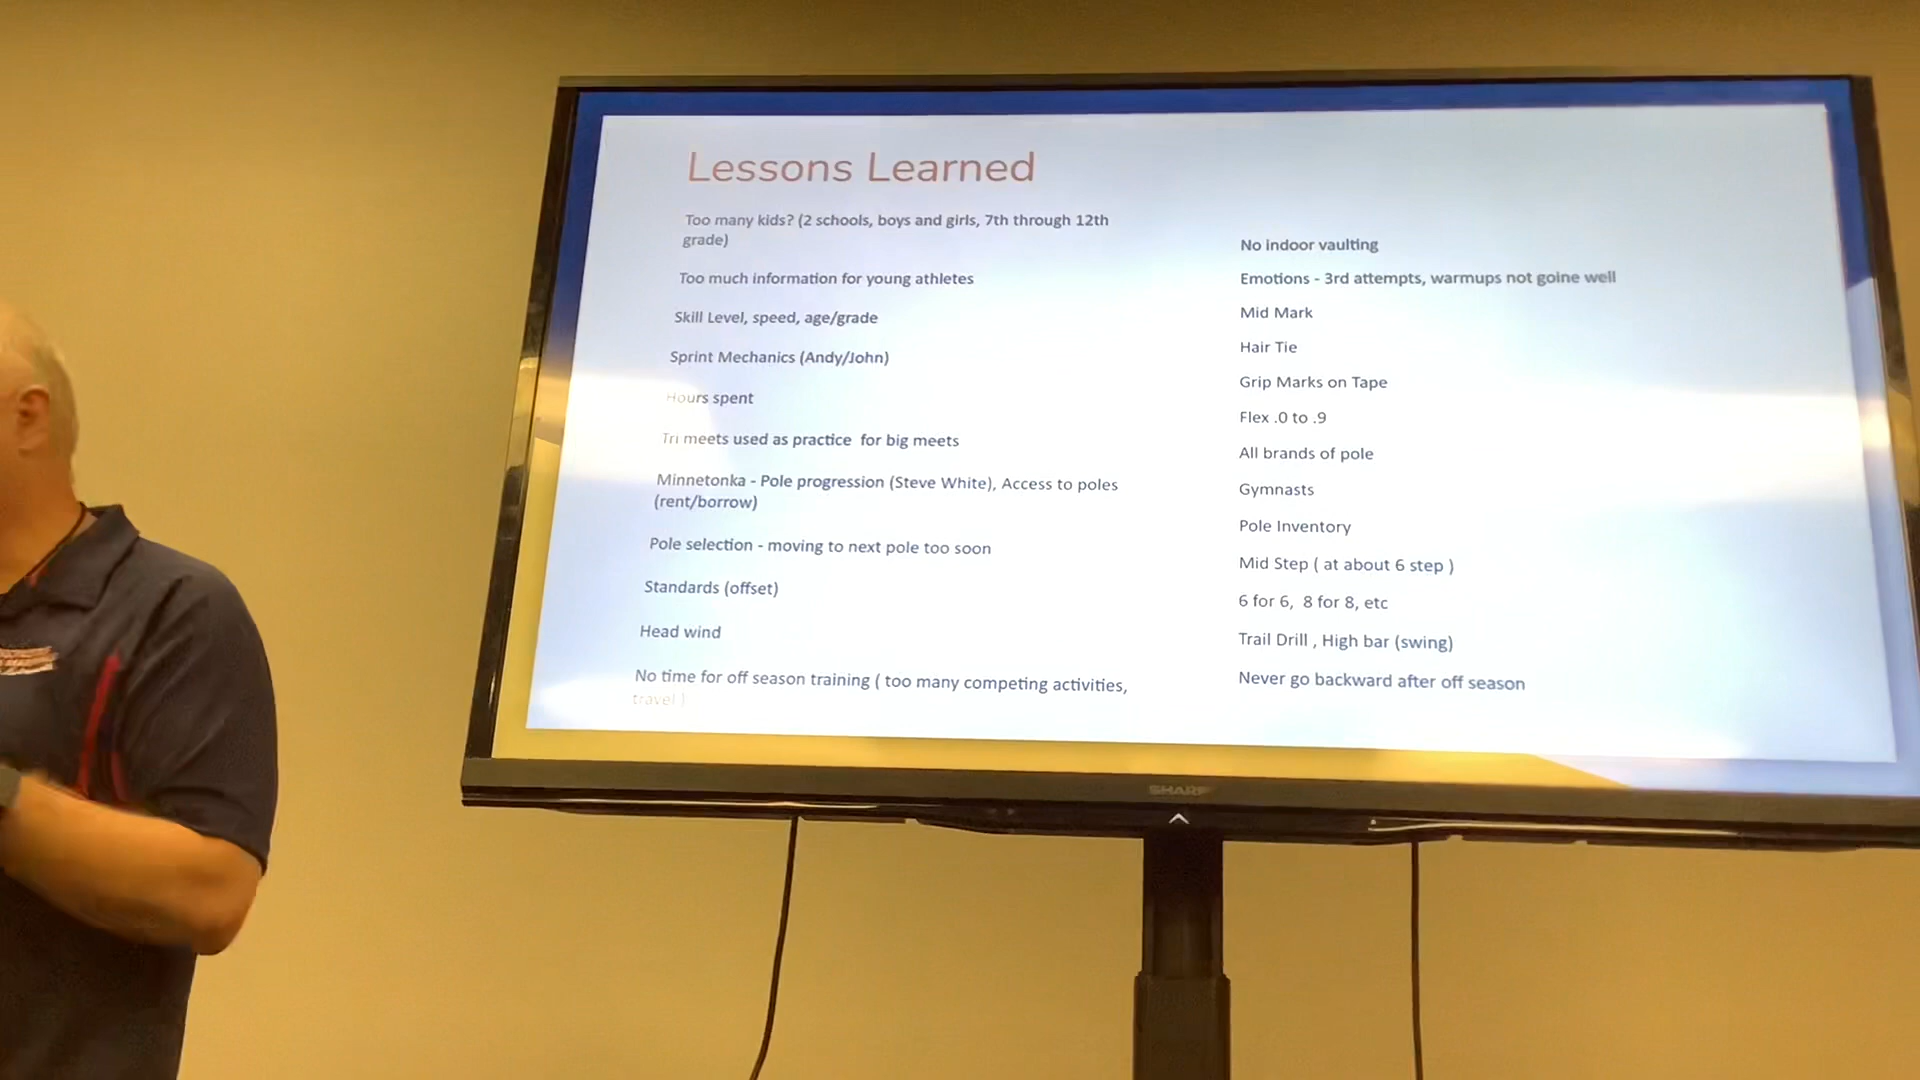 Lessons Learned
Too many kids? (2 schools, boys and girls, 7th through 12th
grade)
Too much information for young athletes
Skill Level, speed, age/grade
Sprint Mechanics (Andy/John)
Hours spent
Tri meets used as practice for big meets
Minnetonka - Pole progression (Steve White), Access to poles
(rent/borrow)
Pole selection - moving to next pole too soon
Standards (offset)
Head wind
No time for off season training ( too many competing activities,
travel )
No indoor vaulting
Emotions - 3rd attempts, warmups not goine well
Mid Mark
Hair Tie
Grip Marks on Tape
Flex .0 to .9
All brands of pole
Gymnasts
Pole Inventory
Mid Step ( at about 6 step )
6 for 6, 8 for 8, etc
Trail Drill , High bar (swing)
Never go backward after off season
SHARP